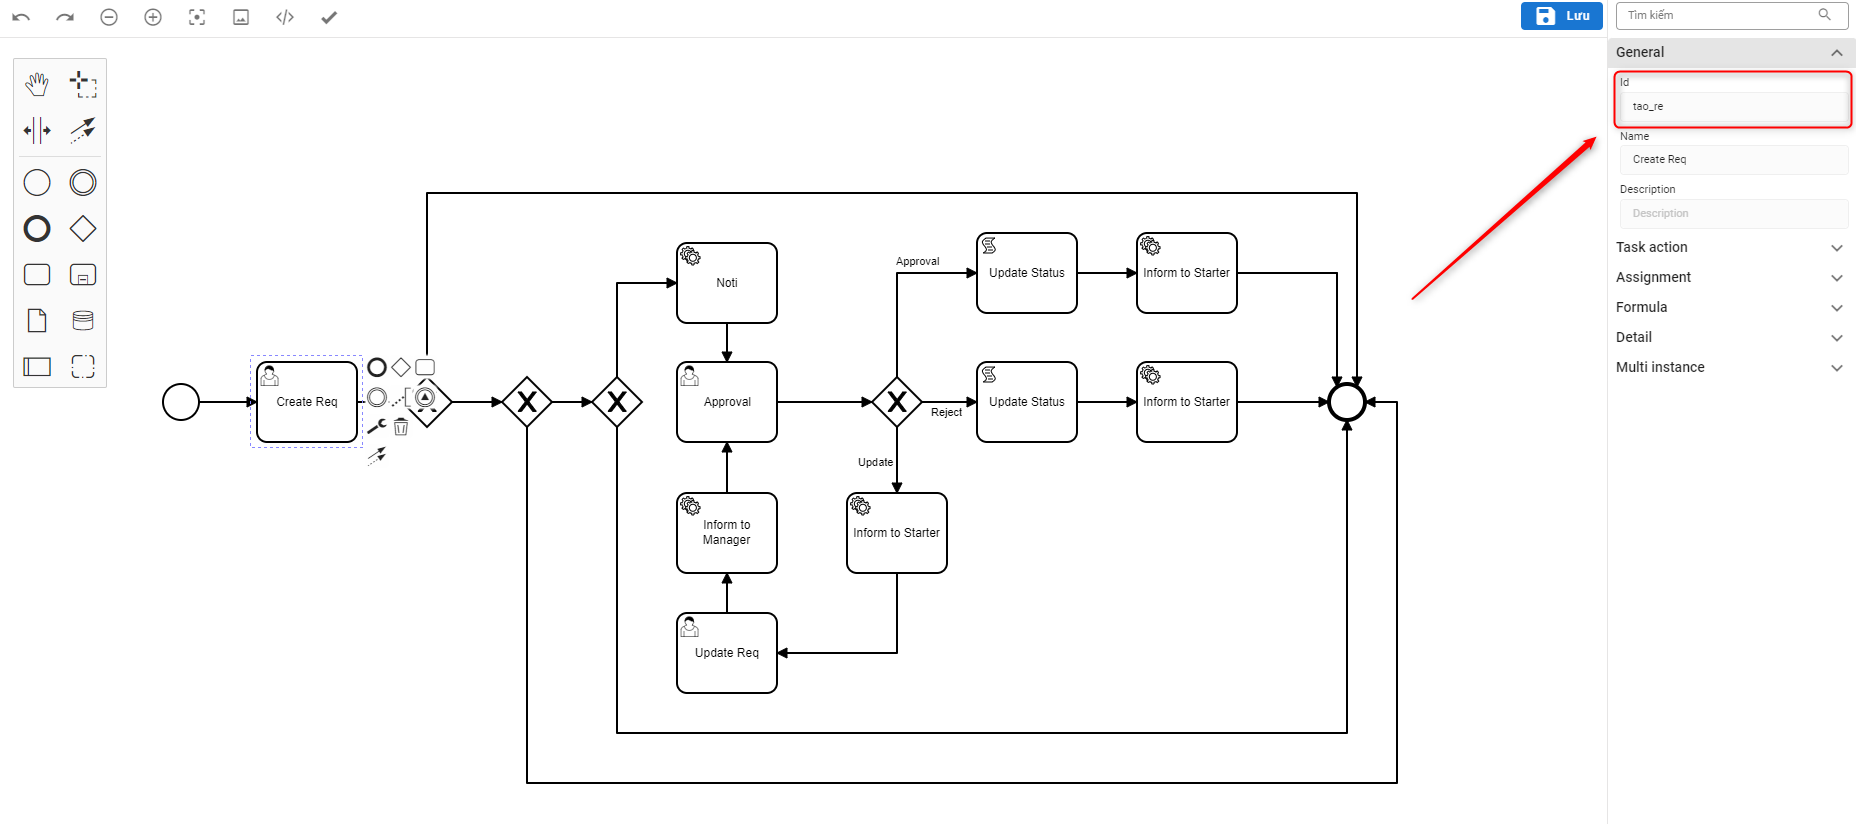 Lưu
Tìm kiếm
General
Id
tao_re
Name
Create Req
Description
Description
Task action
Assignment
Formula
Detail
Multi instance
Noti
Approval
Update Status
Inform to Starter
Create Req
Approval
Reject
Update Status
Inform to Starter
Update
Inform to
Manager
Inform to Starter
Update Req